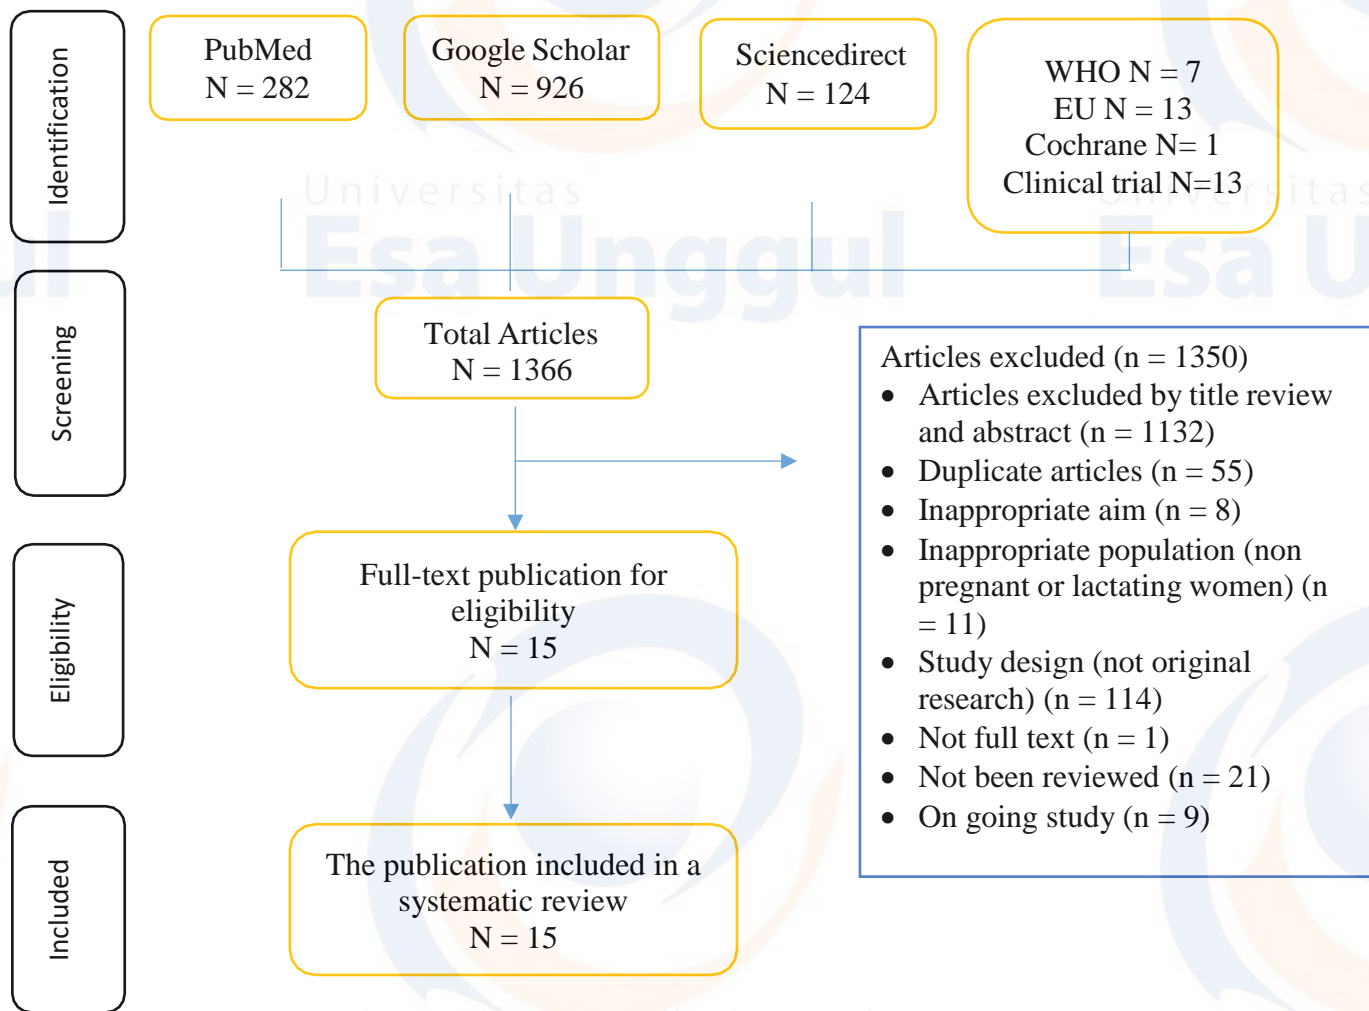 Identification
PubMed
N = 282
Google Scholar
N = 926
Sciencedirect
N = 124
WHO N = 7
EU N = 13
Cochrane N= 1
Clinical trial N=13
Universitas
Esa Unggul
ersitas
Esa U
ul
Screening
Total Articles
N = 1366
Articles excluded (n = 1350)
• Articles excluded by title review
and abstract (n = 1132)
• Duplicate articles (n = 55)
• Inappropriate aim (n = 8)
• Inappropriate population (non
pregnant or lactating women) (n
= 11)
• Study design (not original
research) (n = 114)
• Not full text (n = 1)
• Not been reviewed (n = 21)
• On going study (n = 9)
Eligibility
Full-text publication for
eligibility
N = 15
Included
The publication included in a
systematic review
N = 15